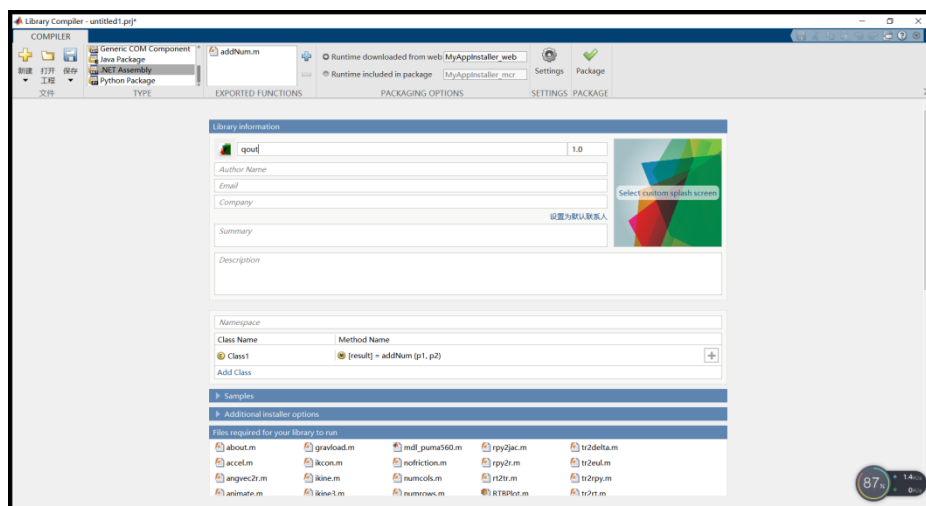 Library Compiler - untitled1.prj*
COMPILER
新建
打开工程
保存
文件
Generic COM Component
Java Package
.NET Assembly
Python Package
TYPE
addNum.m
EXPORTED FUNCTIONS
Runtime downloaded from web MyAppInstaller_web
Runtime included in package MyAppInstaller_mcr
PACKAGING OPTIONS
Settings
SETTINGS
Package
PACKAGE
Library information
qout 1.0
Author Name
Email
Company
设置为默认联系人
Summary
Description
Select custom splash screen
Namespace
Class Name Method Name
Class1 [result] = addNum (p1, p2)
Add Class
Samples
Additional installer options
Files required for your library to run
about.m gravload.m mdl_puma560.m rpy2jac.m tr2delta.m
accel.m ikcon.m nofriction.m rpy2r.m tr2eul.m
angvec2r.m ikine.m numcols.m rt2tr.m tr2rpy.m
animate.m ikine3.m numrows.m RTBPlot.m tr2rt.m
87%